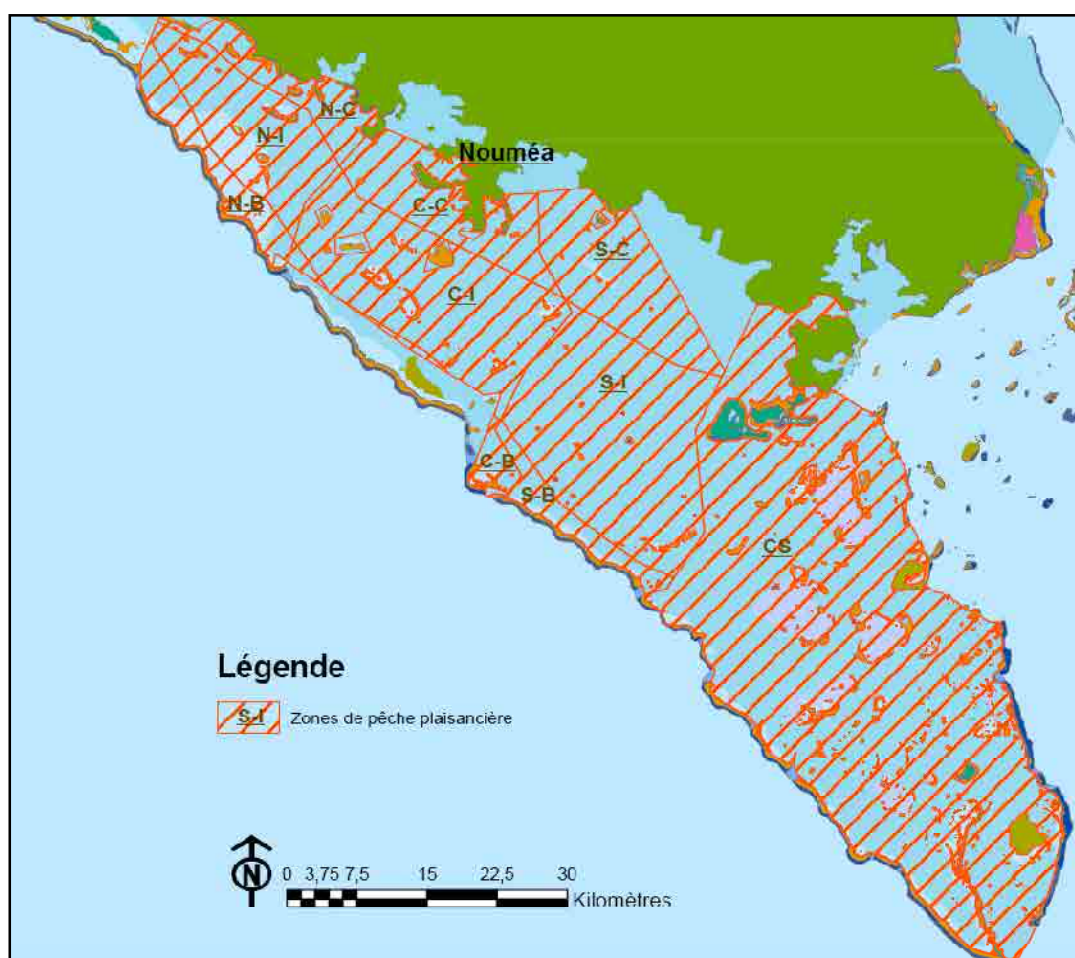 N-C
Nouméa
N-I
N-B
C-C
S-C
C-I
S-I
C-B
S-B
CS
Légende
S-I Zones de pêche plaisancière
N
0 3,75 7,5 15 22,5 30
Kilomètres